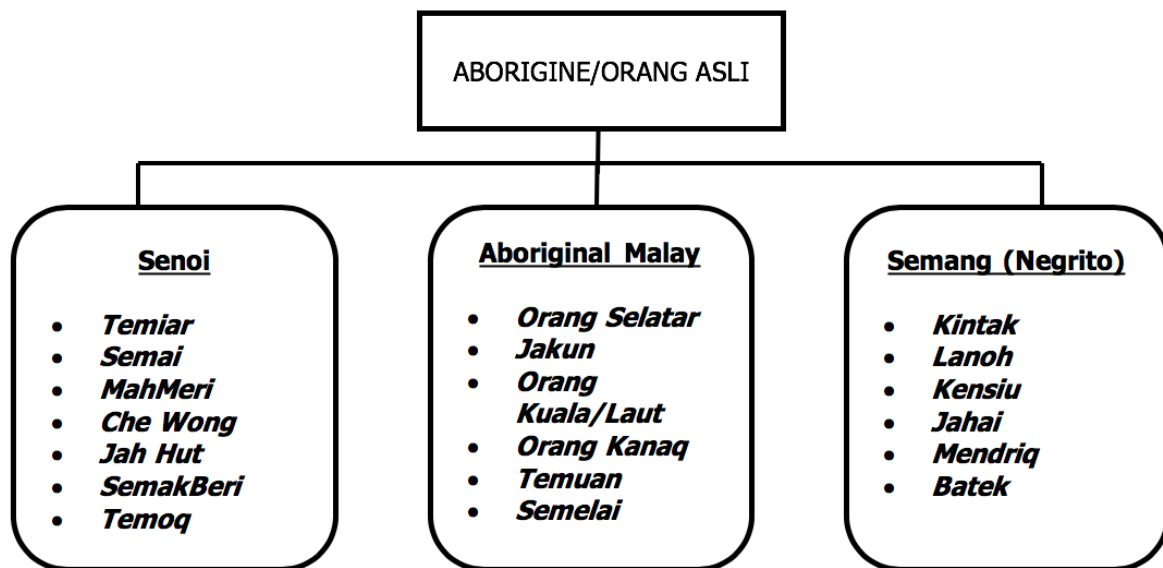 ABORIGINE/ORANG ASLI
Senoi
• Temiar
• Semai
• MahMeri
• Che Wong
• Jah Hut
• SemakBeri
• Temoq
Aboriginal Malay
• Orang Selatar
• Jakun
• Orang
Kuala/Laut
• Orang Kanaq
• Temuan
• Semelai
Semang (Negrito)
• Kintak
• Lanoh
• Kensiu
• Jahai
• Mendriq
• Batek